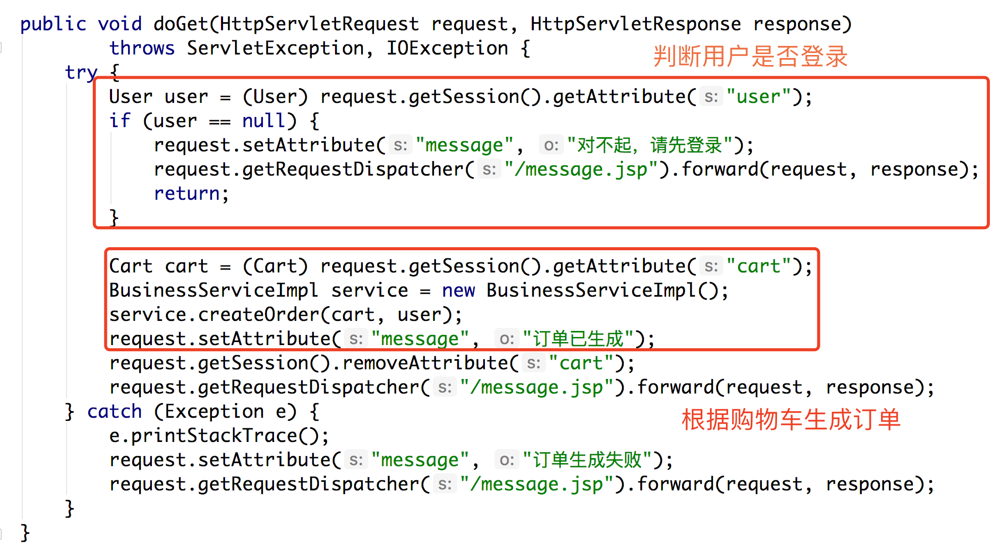 public void doGet(HttpServletRequest request, HttpServletResponse response)
throws ServletException, IOException {
判断用户是否登录
try {
User user = (User) request.getSession().getAttribute( s: "user");
if (user == null) {
request.setAttribute( s: "message", o: "对不起，请先登录");
request.getRequestDispatcher( s: "/message.jsp").forward(request, response);
return;
}
Cart cart = (Cart) request.getSession().getAttribute( s: "cart");
BusinessServiceImpl service = new BusinessServiceImpl();
service.createOrder(cart, user);
request.setAttribute( s: "message", o: "订单已生成");
request.getSession().removeAttribute( s: "cart");
request.getRequestDispatcher( s: "/message.jsp").forward(request, response);
} catch (Exception e) {
根据购物车生成订单
e.printStackTrace();
request.setAttribute( s: "message", o: "订单生成失败");
request.getRequestDispatcher( s: "/message.jsp").forward(request, response);
}
}